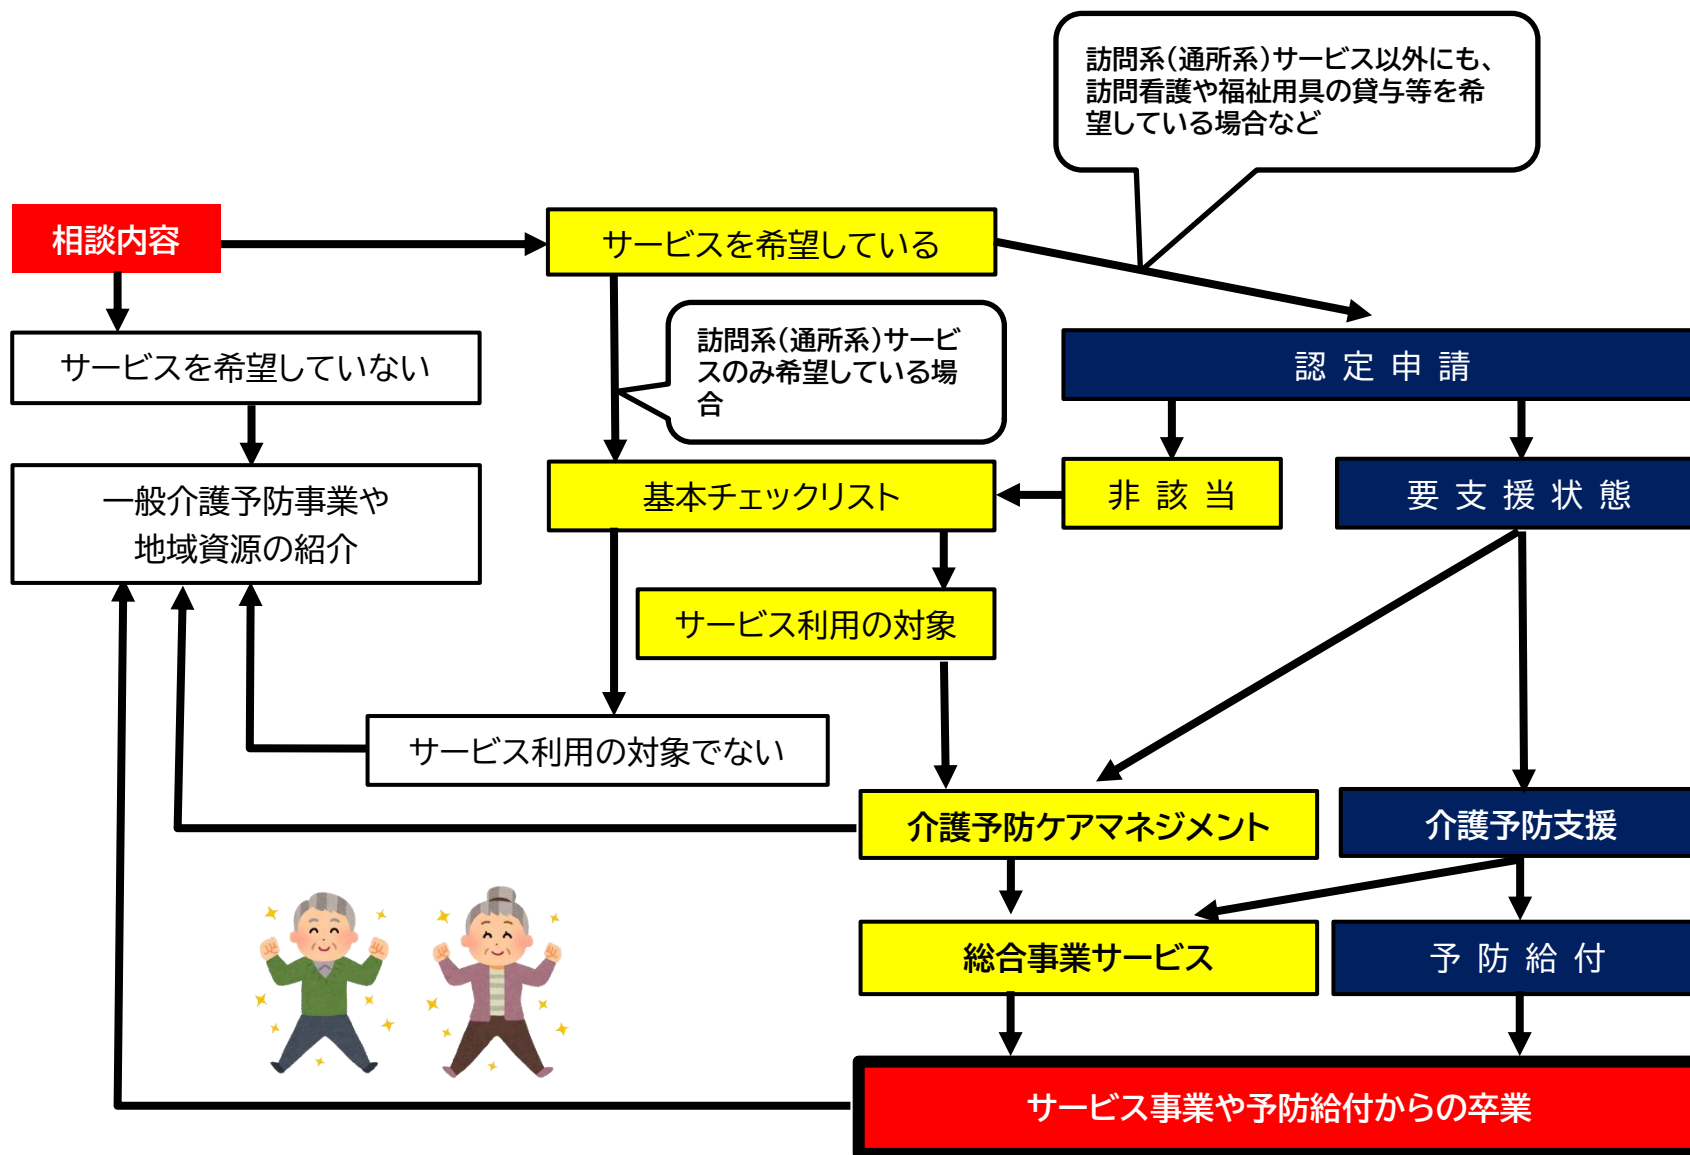 訪問系(通所系)サービス以外にも、
訪問看護や福祉用具の貸与等を希
望している場合など
相談内容
サービスを希望している
訪問系(通所系)サービ
スのみ希望している場
合
サービスを希望していない
認定申請
一般介護予防事業や
地域資源の紹介
基本チェックリスト
非該当
要支援状態
サービス利用の対象
サービス利用の対象でない
介護予防ケアマネジメント
介護予防支援
総合事業サービス
予防給付
サービス事業や予防給付からの卒業